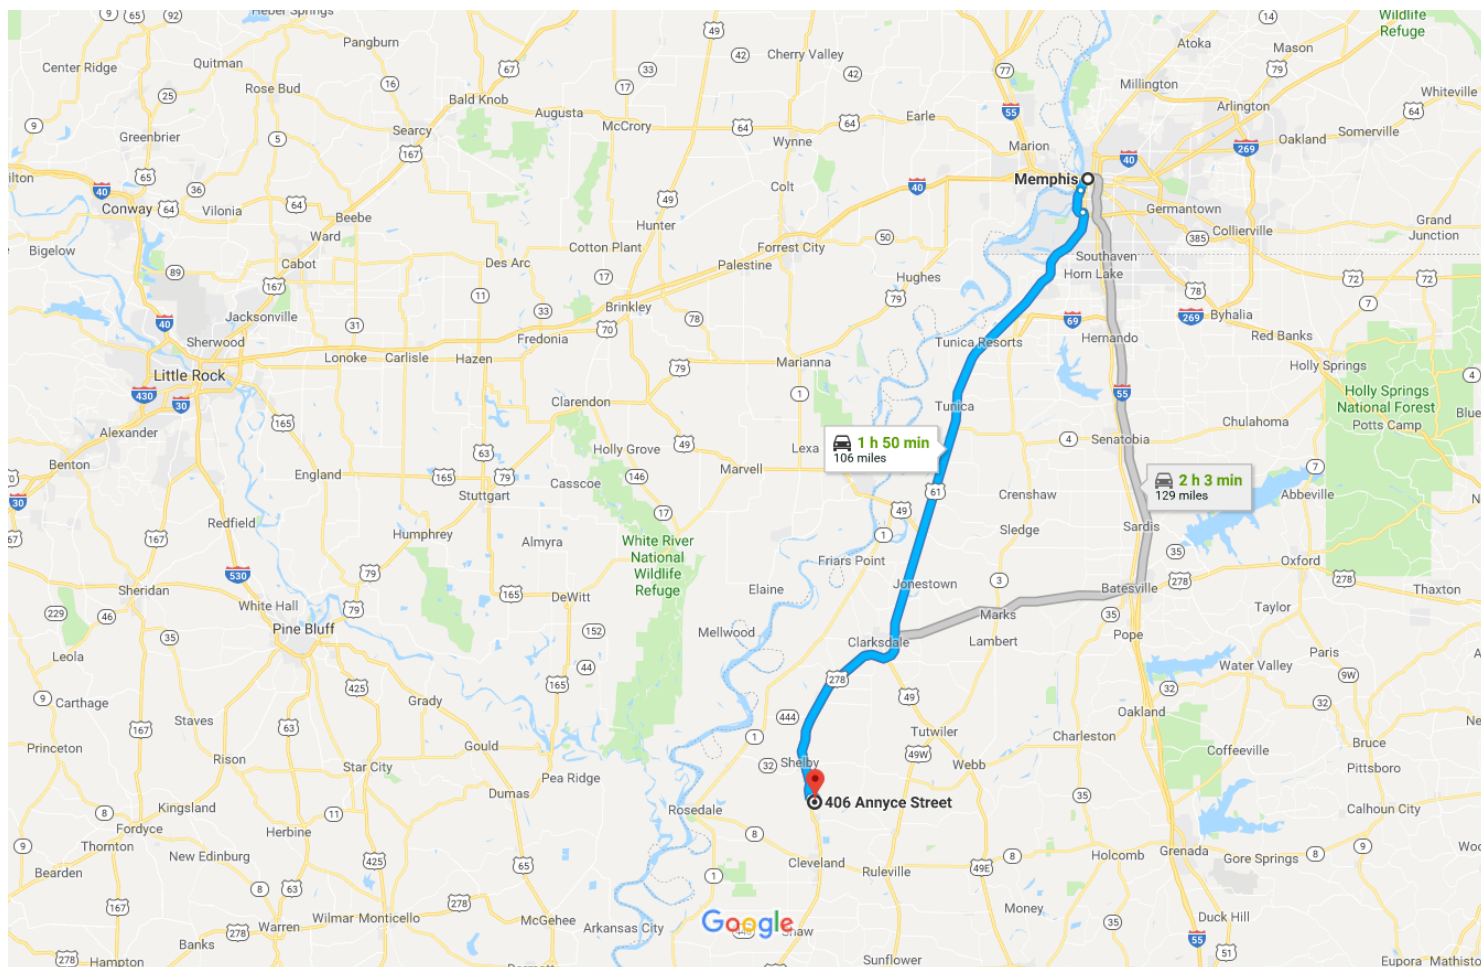 Heber Springs
Pangburn
Center Ridge
Quitman
Cherry Valley
Wildlife
Refuge
Atoka
Mason
Rose Bud
Bald Knob
Augusta
Millington
Whiteville
Greenbrier
Searcy
McCrory
Earle
Arlington
Wynne
Marion
Oakland
Somerville
Memphis
Conway
Vilonia
Beebe
Colt
Germantown
Hunter
Collierville
Grand
Junction
Bigelow
Ward
Cotton Plant
Forrest City
Cabot
Des Arc
Palestine
Southaven
Hughes
Horn Lake
Jacksonville
Brinkley
Byhalia
Sherwood
Fredonia
Red Banks
Lonoke
Carlisle
Hazen
Tunica Resorts
Hernando
Marianna
Holly Springs
Little Rock
Holly Springs
National Forest
Potts Camp
Clarendon
Tunica
Chulahoma
Blue
Alexander
1 h 50 min
106 miles
Holly Grove
Lexa
Senatobia
Benton
Marvell
England
Casscoe
Stuttgart
2 h 3 min
129 miles
Crenshaw
Abbeville
Redfield
Humphrey
Almyra
White River
National
Wildlife
Refuge
Sledge
Sardis
Friars Point
Oxford
Sheridan
Elaine
Jonestown
Batesville
Thaxton
White Hall
DeWitt
Marks
Taylor
Pine Bluff
Mellwood
Clarksdale
Lambert
Pope
Leola
Paris
Water Valley
Carthage
Grady
Staves
Oakland
Princeton
Gould
Tutwiler
Charleston
Coffeeville
Bruce
Rison
Star City
Pea Ridge
Shelby
Webb
Pittsboro
Kingsland
Dumas
Rosedale
406 Annyce Street
Calhoun City
Fordyce
Herbine
Thornton
New Edinburg
Cleveland
Ruleville
Holcomb
Grenada
Gore Springs
Bearden
Wilmar
Monticello
McGehee
Arkansas City
Google
Money
Duck Hill
Warren
Banks
Shaw
Sunflower
Hampton
Eupora
Mathiston